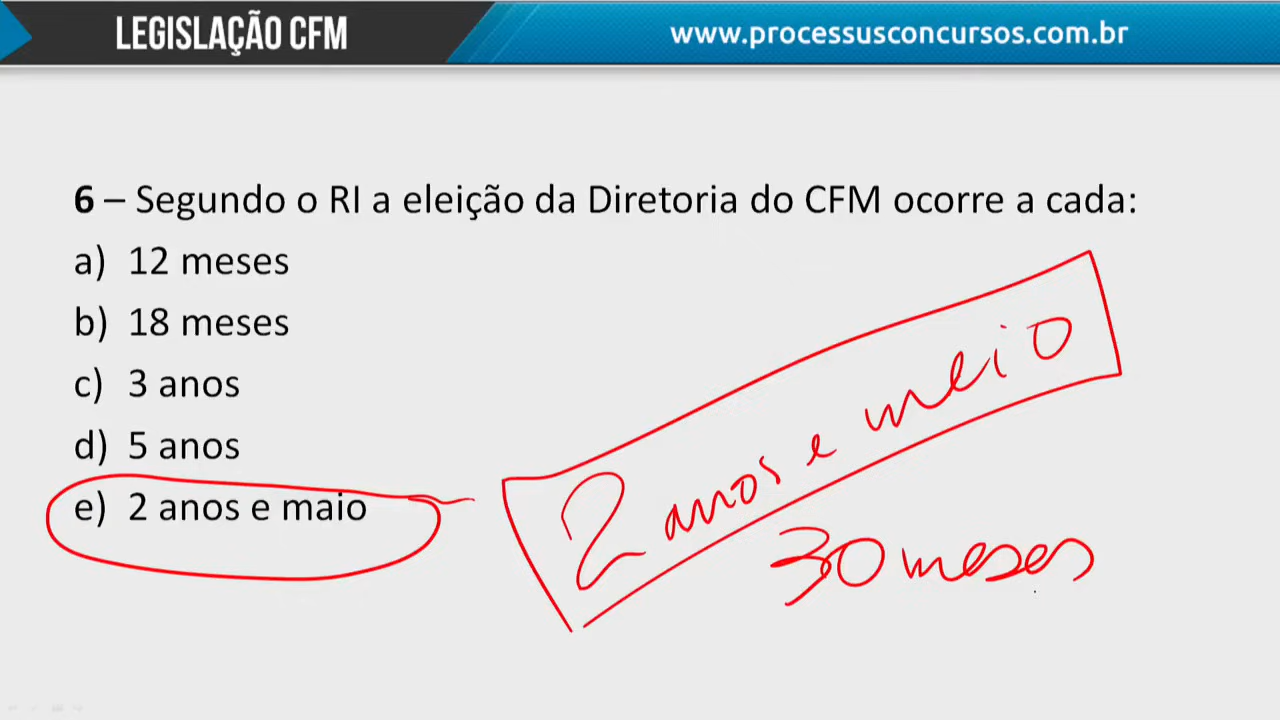 LEGISLAÇÃO CFM
www.processusconcursos.com.br
6 – Segundo o RI a eleição da Diretoria do CFM ocorre a cada:
a) 12 meses
b) 18 meses
c) 3 anos
d) 5 anos
e) 2 anos e maio
2 anos e meio
30 meses